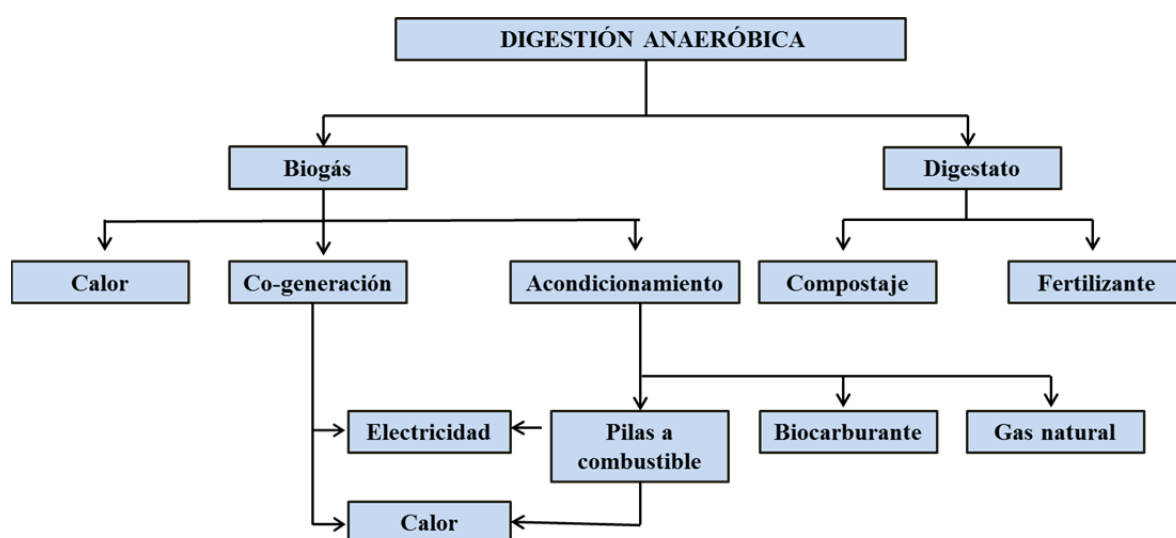 DIGESTIÓN ANAERÓBICA
Biogás
Digestato
Calor
Co-generación
Acondicionamiento
Compostaje
Fertilizante
Electricidad
Pilas a
combustible
Biocarburante
Gas natural
Calor